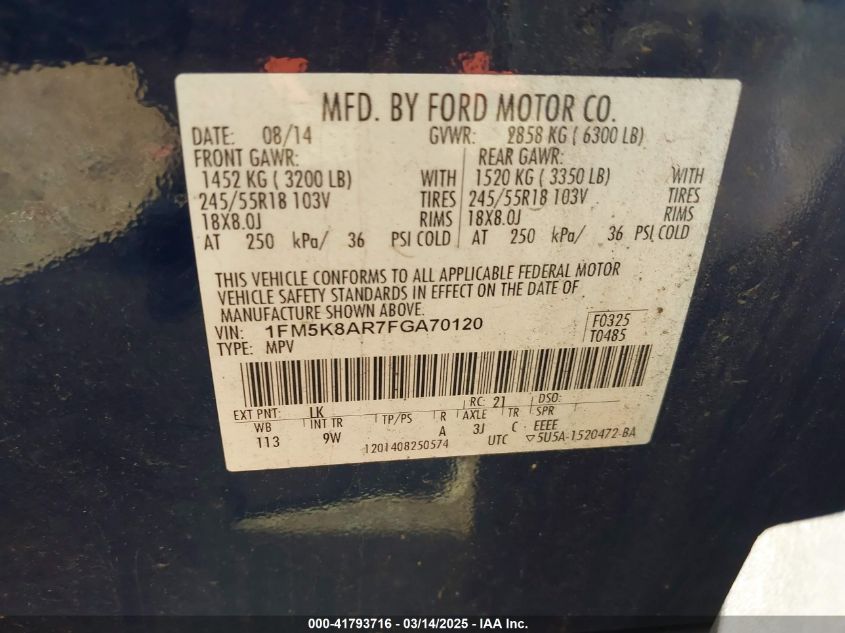 MFD. BY FORD MOTOR CO.
DATE: 08/14 GVWR: 2858 KG ( 6300 LB)
FRONT GAWR: REAR GAWR:
1452 KG ( 3200 LB) WITH 1520 KG ( 3350 LB) WITH
245/55R18 103V TIRES 245/55R18 103V TIRES
18X8.0J RIMS 18X8.0J RIMS
AT 250 kPa/ 36 PSI COLD AT 250 kPa/ 36 PSI COLD
THIS VEHICLE CONFORMS TO ALL APPLICABLE FEDERAL MOTOR
VEHICLE SAFETY STANDARDS IN EFFECT ON THE DATE OF
MANUFACTURE SHOWN ABOVE.
VIN: 1FM5K8AR7FGA70120 F0325
TYPE: MPV T0485
EXT PNT: LK RC: 21 DSO:
WB INT TR TP/PS R AXLE TR SPR
113 9W A 3J C EEEE
1201408250574 UTC ▽5U5A-1520472-BA
000-41793716 - 03/14/2025 - IAA Inc.